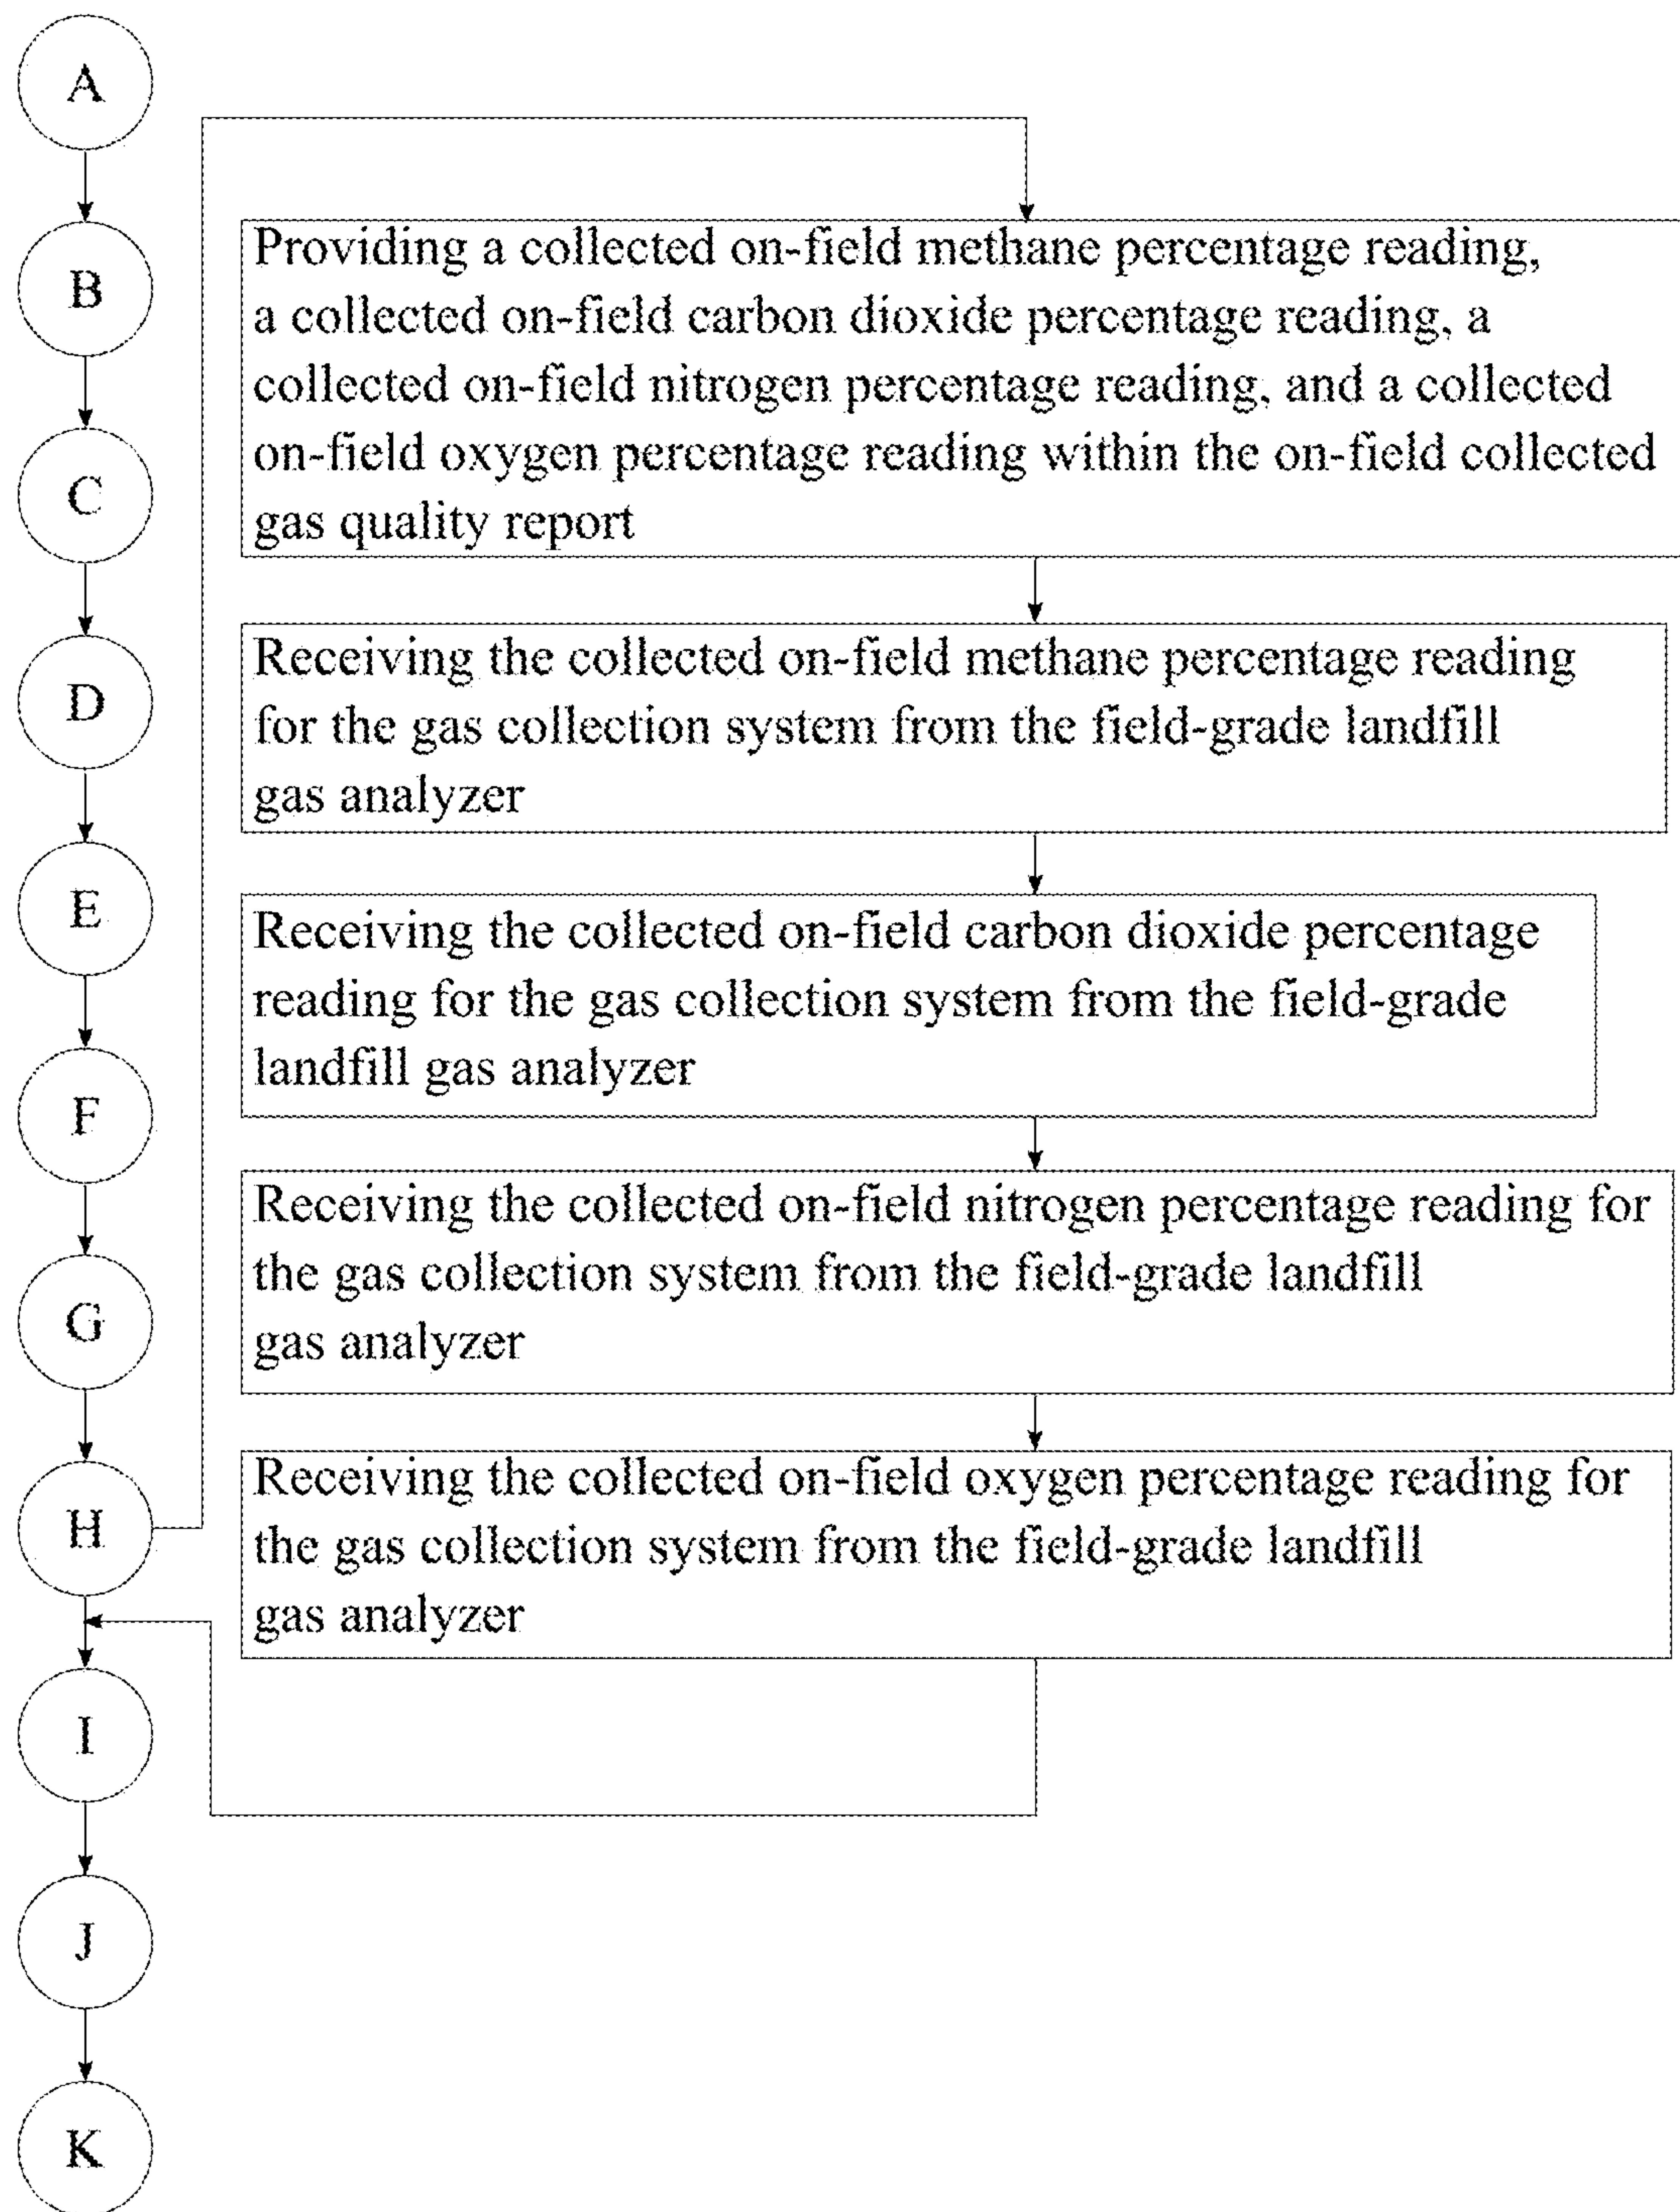 A
B
C
D
E
F
G
H
I
J
K
Providing a collected on-field methane percentage reading,
a collected on-field carbon dioxide percentage reading, a
collected on-field nitrogen percentage reading, and a collected
on-field oxygen percentage reading within the on-field collected
gas quality report
Receiving the collected on-field methane percentage reading
for the gas collection system from the field-grade landfill
gas analyzer
Receiving the collected on-field carbon dioxide percentage
reading for the gas collection system from the field-grade
landfill gas analyzer
Receiving the collected on-field nitrogen percentage reading for
the gas collection system from the field-grade landfill
gas analyzer
Receiving the collected on-field oxygen percentage reading for
the gas collection system from the field-grade landfill
gas analyzer